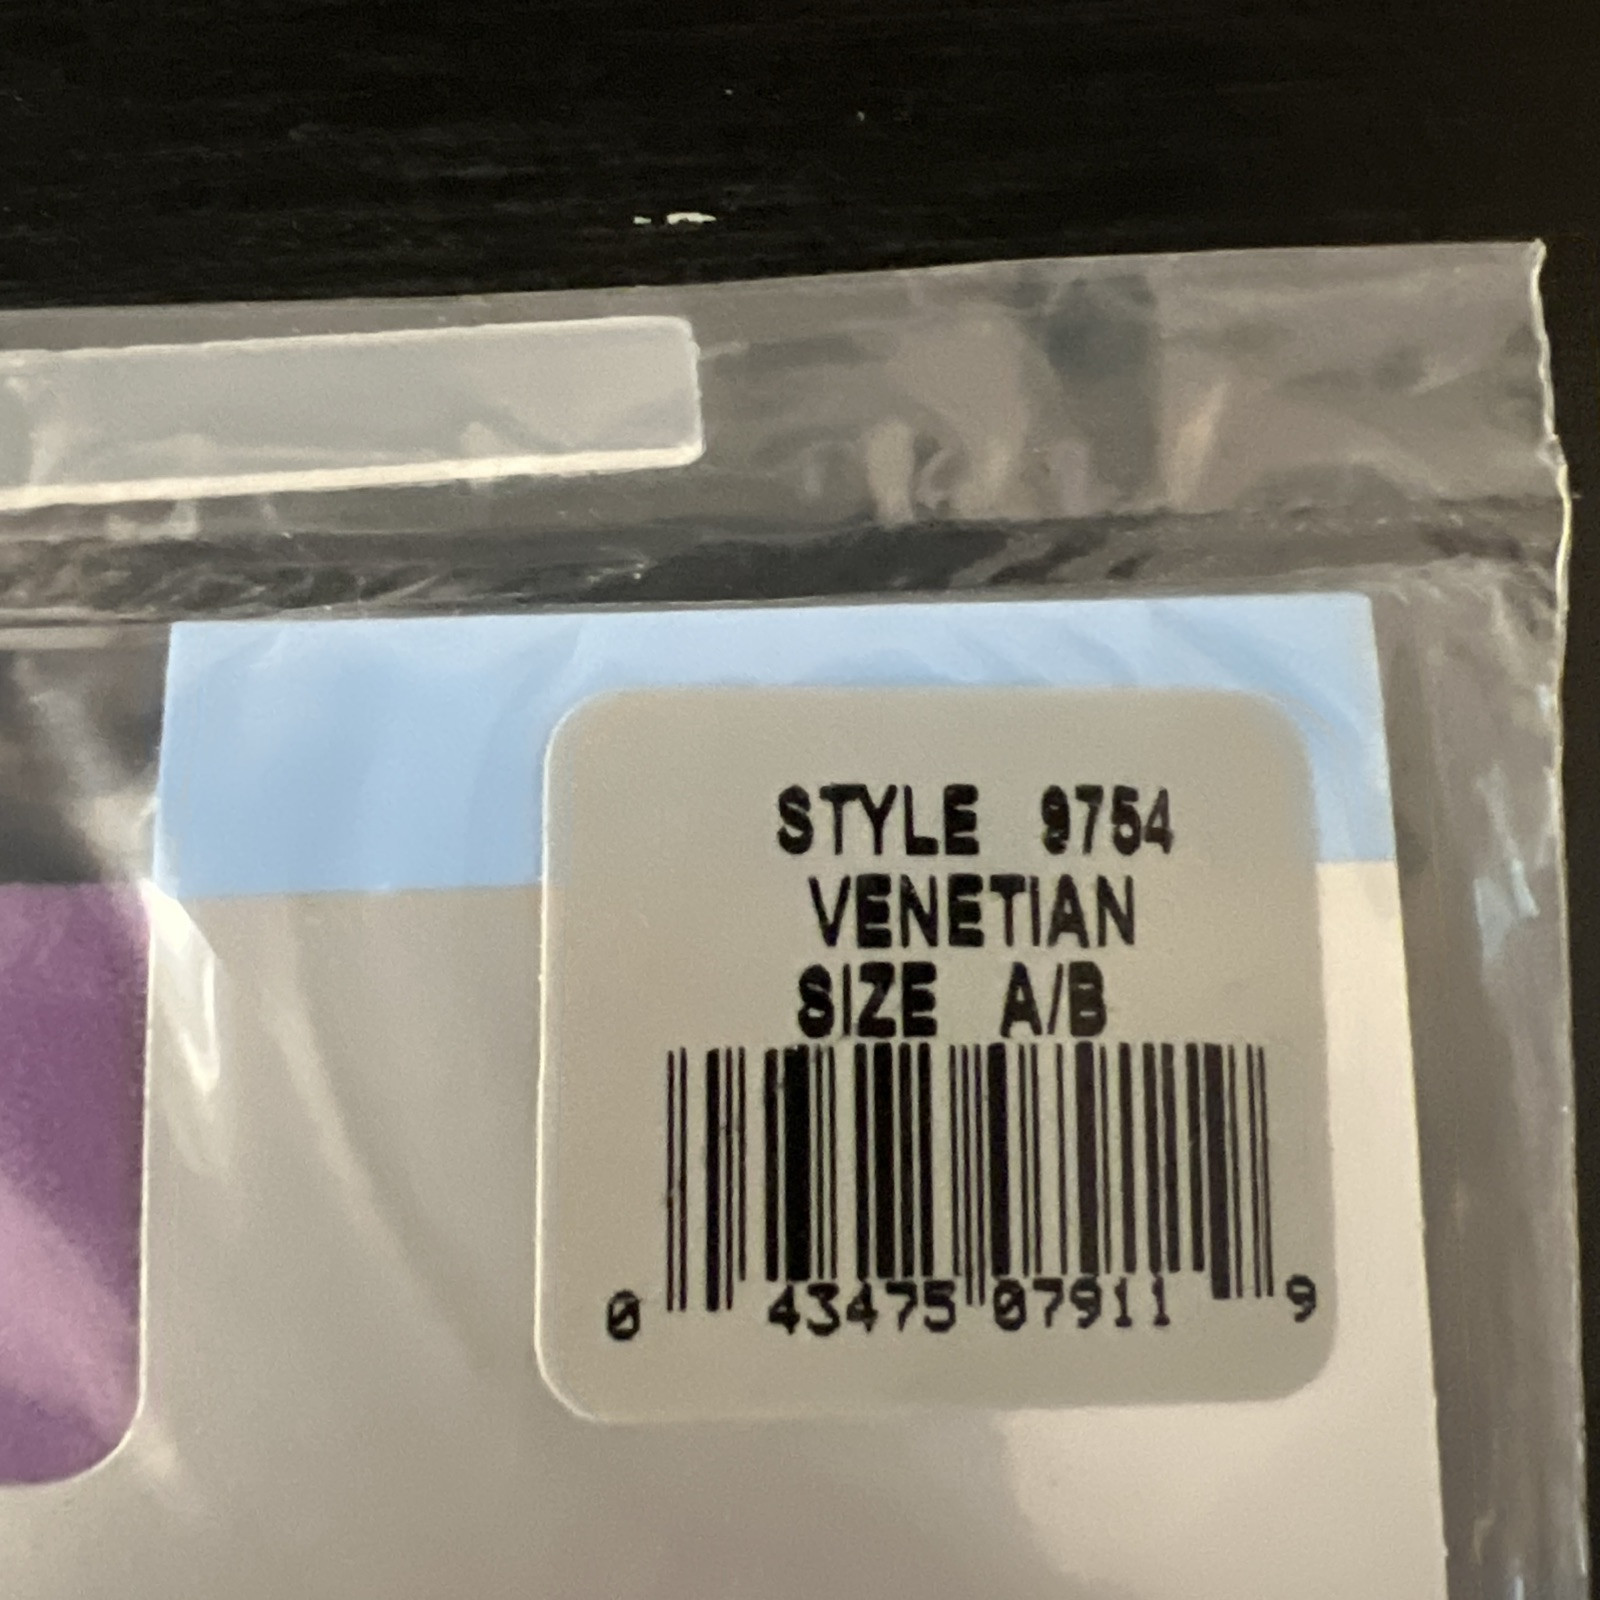 STYLE 9754
VENETIAN
SIZE A/B
0 43475 07911 9